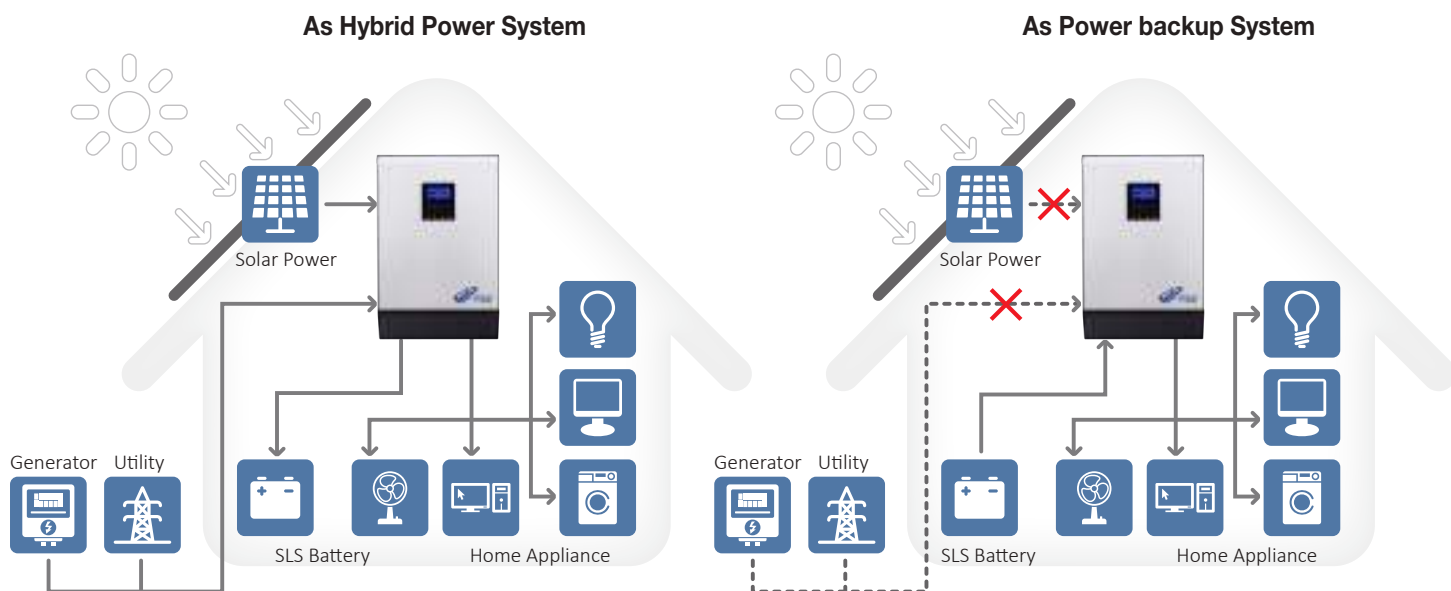 As Hybrid Power System
As Power backup System
Solar Power
Generator
Utility
SLS Battery
Home Appliance
Solar Power
Generator
Utility
SLS Battery
Home Appliance